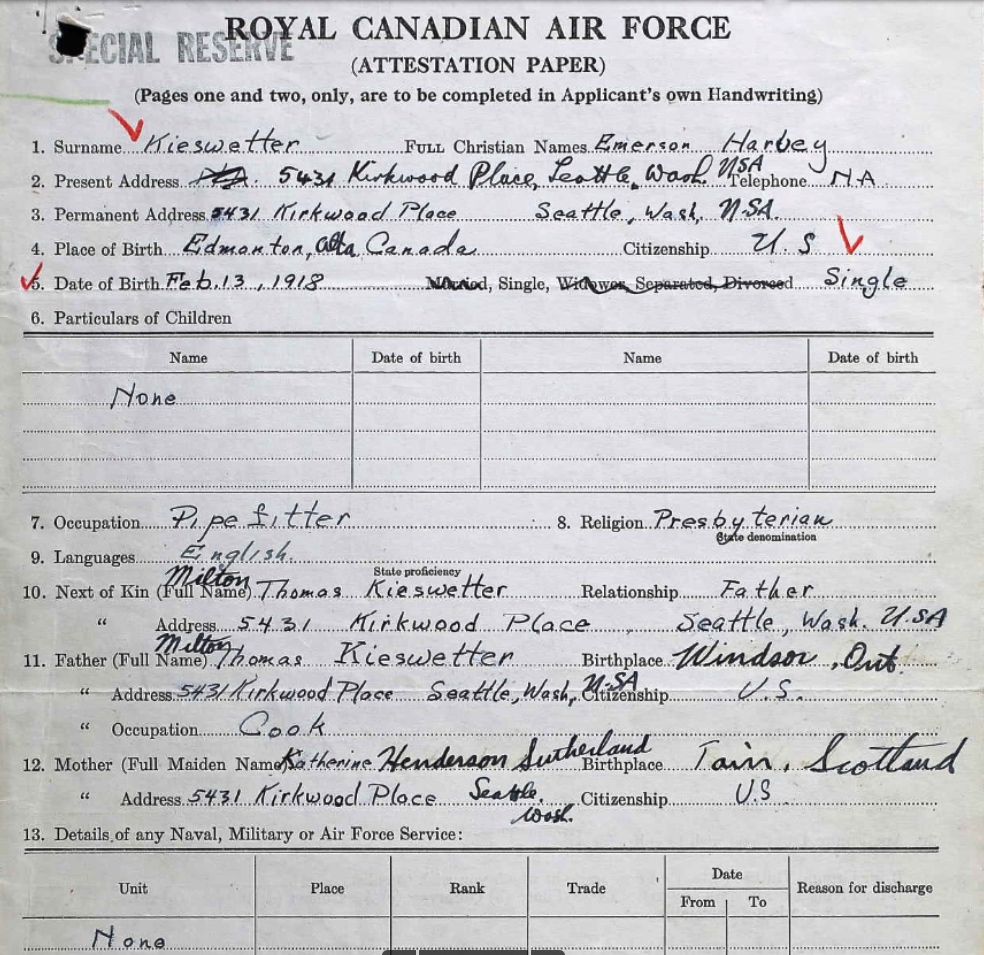 SPECIAL RESERVE
ROYAL CANADIAN AIR FORCE
(ATTESTATION PAPER)
(Pages one and two, only, are to be completed in Applicant's own Handwriting)
1. Surname Kieswetter FULL Christian Names Emerson Harvey
2. Present Address 5431 Kirkwood Place, Seattle, Wash USA Telephone NA
3. Permanent Address 5431 Kirkwood Place Seattle, Wash, USA.
4. Place of Birth Edmonton, Alta, Canada Citizenship U.S
5. Date of Birth Feb. 13, 1918 Married, Single, Widower, Separated, Divorced Single
6. Particulars of Children
Name Date of birth Name Date of birth
None
7. Occupation Pipe fitter 8. Religion Presbyterian
State denomination
9. Languages English.
State proficiency
10. Next of Kin (Full Name) Milton Thomas Kieswetter Relationship Father
" Address 5431 Kirkwood Place Seattle, Wash. USA
11. Father (Full Name) Milton Thomas Kieswetter Birthplace Windsor, Ont.
" Address 5431 Kirkwood Place Seattle, Wash, USA Citizenship U.S.
" Occupation Cook
12. Mother (Full Maiden Name) Katherine Henderson Sutherland Birthplace Tain, Scotland
" Address 5431 Kirkwood Place Seattle, Wash. Citizenship U.S
13. Details of any Naval, Military or Air Force Service:
Unit Place Rank Trade Date Reason for discharge
From To
None